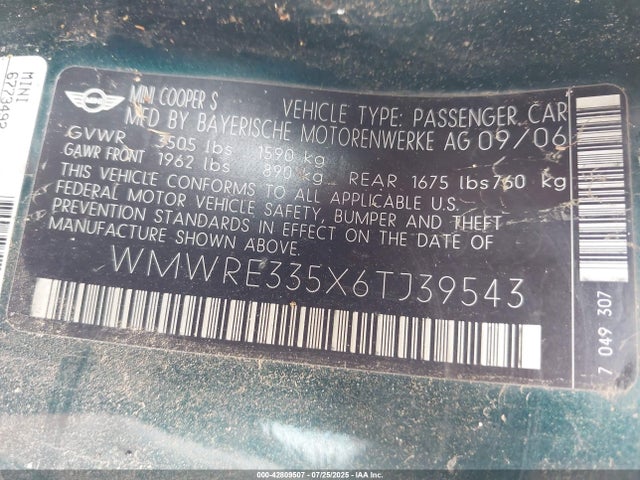 MINI
6773493
MINI COOPER S VEHICLE TYPE: PASSENGER CAR
MFD BY BAYERISCHE MOTORENWERKE AG 09/06
GVWR 3505 lbs 1590 kg
GAWR FRONT 1962 lbs 890 kg REAR 1675 lbs 760 kg
THIS VEHICLE CONFORMS TO ALL APPLICABLE U.S.
FEDERAL MOTOR VEHICLE SAFETY, BUMPER AND THEFT
PREVENTION STANDARDS IN EFFECT ON THE DATE OF
MANUFACTURE SHOWN ABOVE.
WMWRE335X6TJ39543
7 049 307
000-42809507 - 07/25/2025 - IAAI